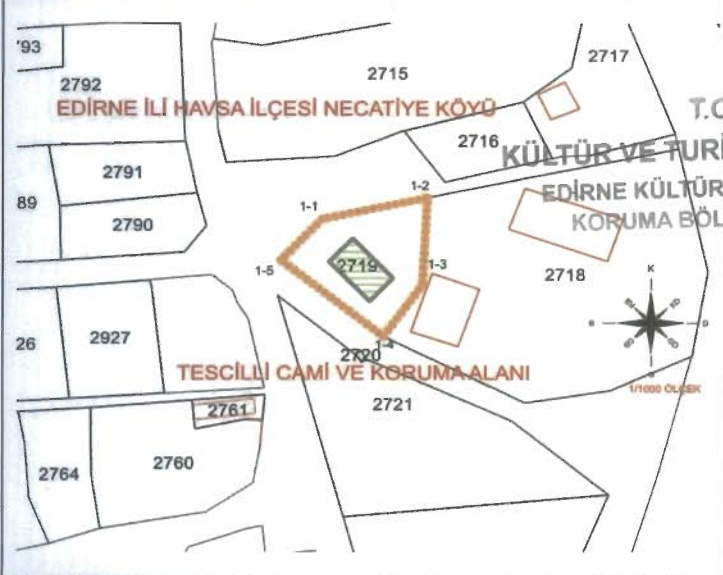 '93
2792
2715
2717
EDİRNE İLİ HAVSA İLÇESİ NECATİYE KÖYÜ
T.C
2716
KÜLTÜR VE TURİ
2791
89
1-2
EDİRNE KÜLTÜR
2790
1-1
KORUMA BÖL
1-5
2719
1-3
2718
K
B
D
26
2927
1-4
2720
TESCİLLİ CAMİ VE KORUMA ALANI
1/1000 ÖLÇEK
2761
2721
2764
2760